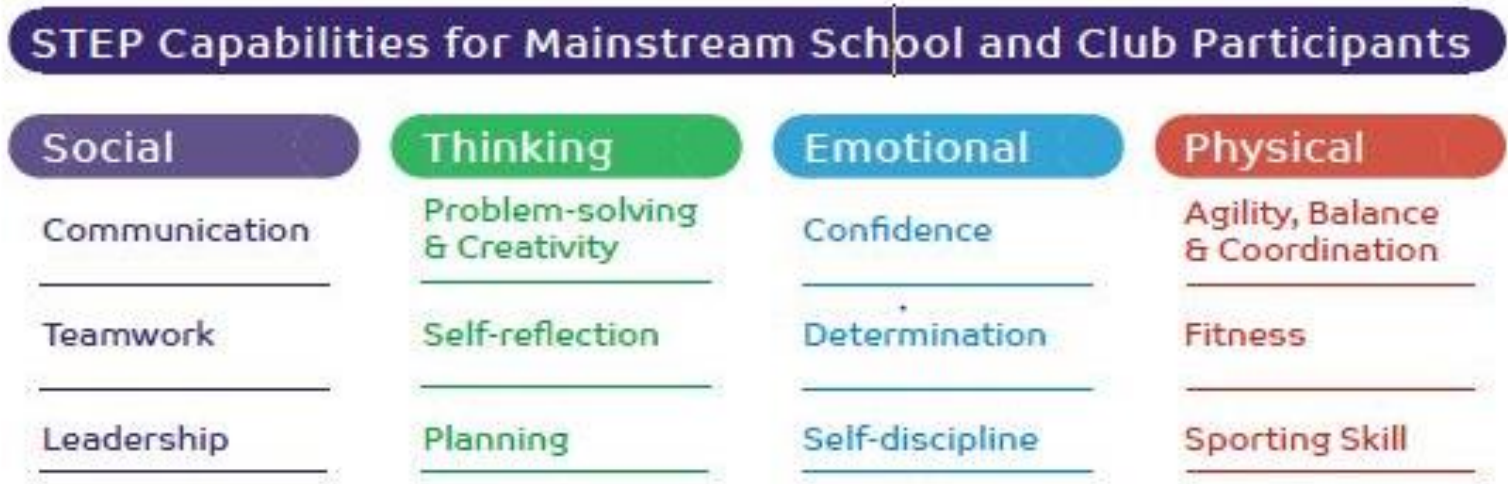 STEP Capabilities for Mainstream School and Club Participants
Social
Communication
Teamwork
Leadership
Thinking
Problem-solving
& Creativity
Self-reflection
Planning
Emotional
Confidence
Determination
Self-discipline
Physical
Agility, Balance
& Coordination
Fitness
Sporting Skill